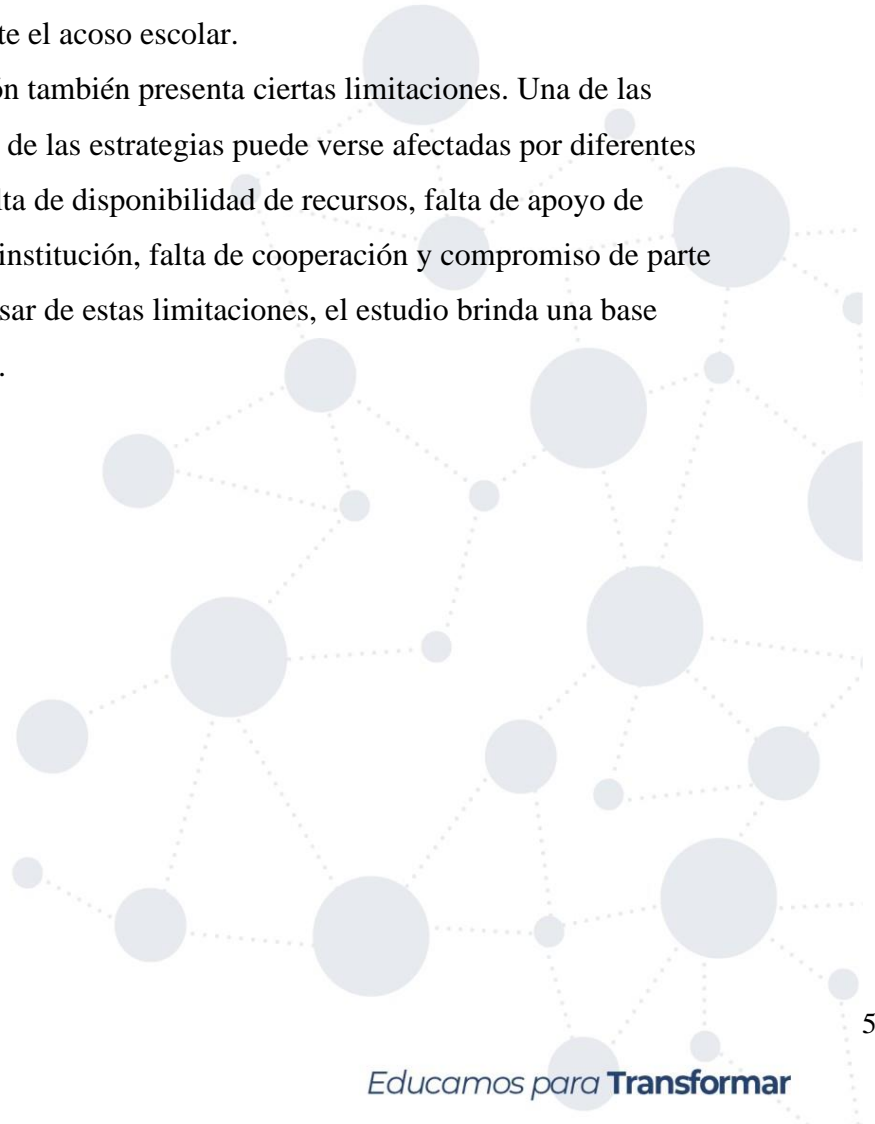 te el acoso escolar.
ón también presenta ciertas limitaciones. Una de las
de las estrategias puede verse afectadas por diferentes
lta de disponibilidad de recursos, falta de apoyo de
institución, falta de cooperación y compromiso de parte
sar de estas limitaciones, el estudio brinda una base
.
5
Educamos para Transformar